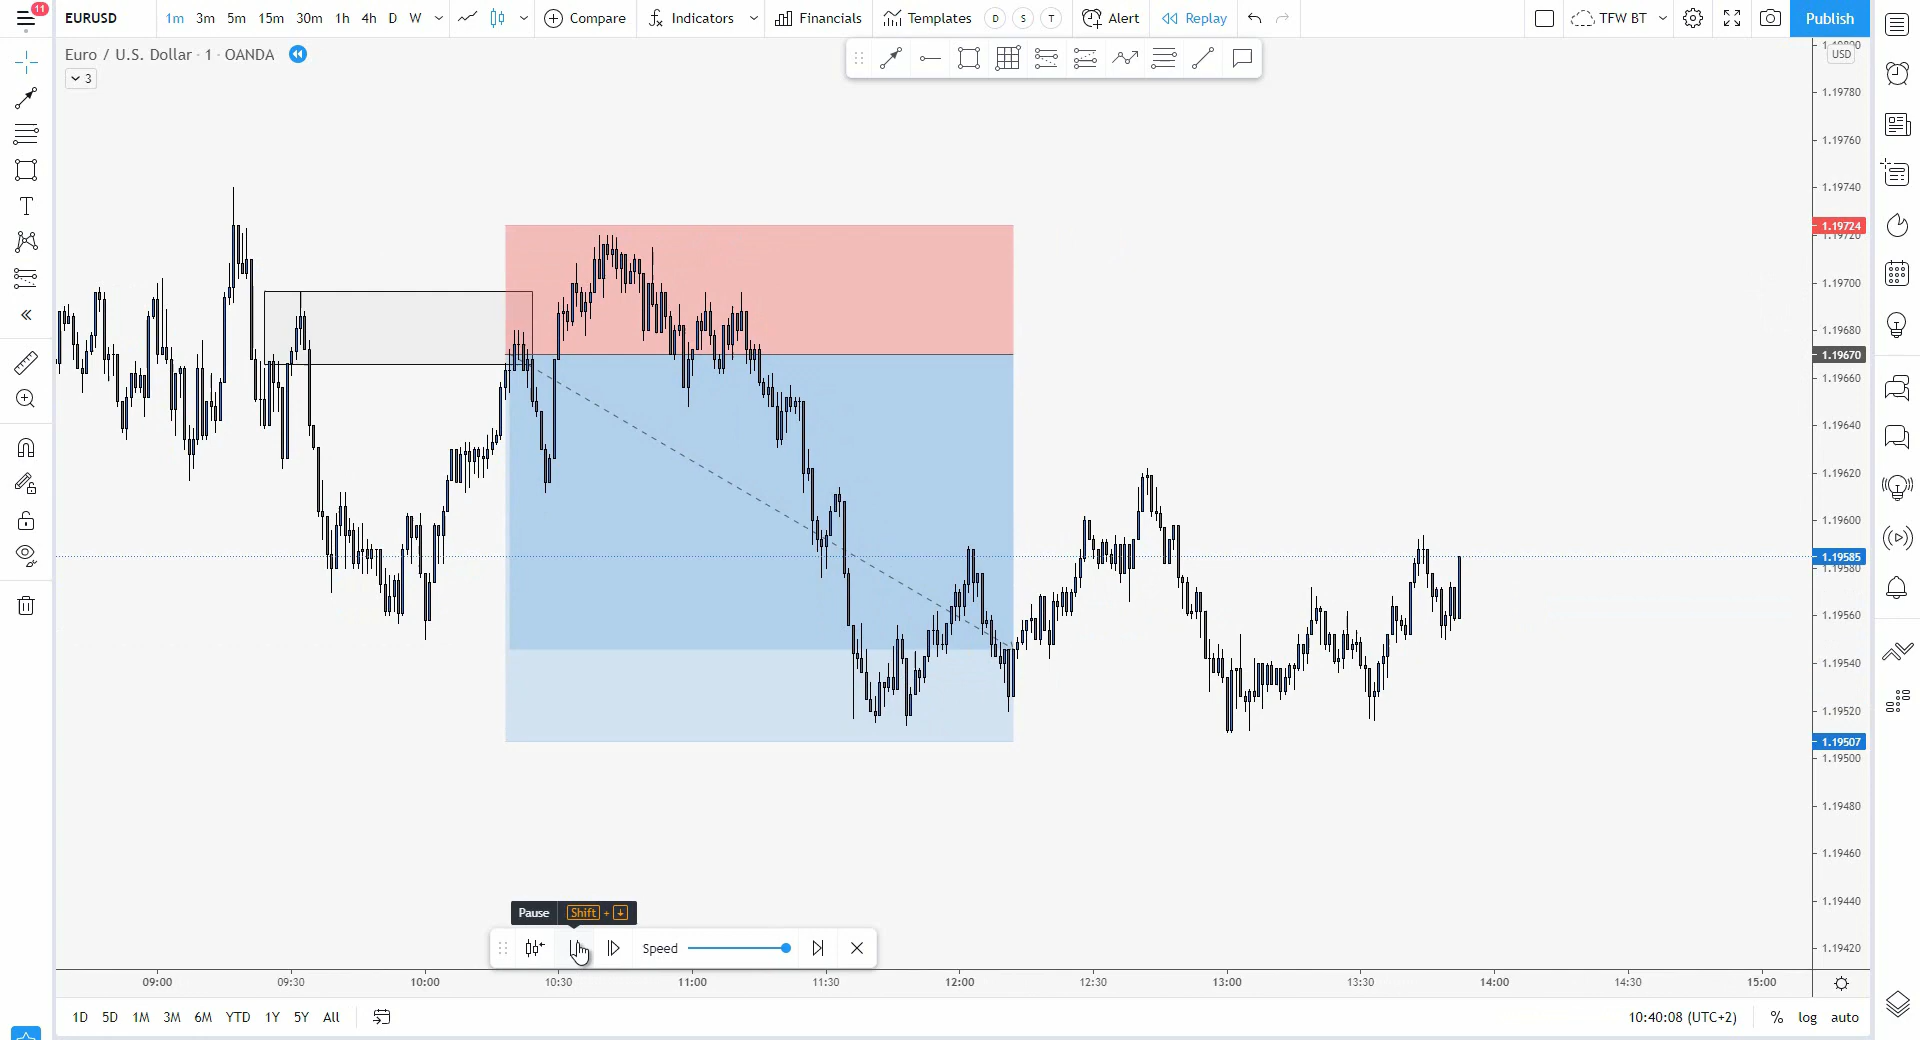 11
EURUSD
1m 3m 5m 15m 30m 1h 4h D W
Compare
Indicators
Financials
Templates
D S T
Alert
Replay
TFW BT
Publish
Euro / U.S. Dollar · 1 · OANDA
3
USD
1.19780
1.19760
1.19740
1.19724
1.19720
1.19700
1.19680
1.19670
1.19660
1.19640
1.19620
1.19600
1.19585
1.19580
1.19560
1.19540
1.19520
1.19507
1.19500
1.19480
1.19460
1.19440
1.19420
Pause Shift + ↓
Speed
09:00 09:30 10:00 10:30 11:00 11:30 12:00 12:30 13:00 13:30 14:00 14:30 15:00
1D 5D 1M 3M 6M YTD 1Y 5Y All
10:40:08 (UTC+2)
% log auto